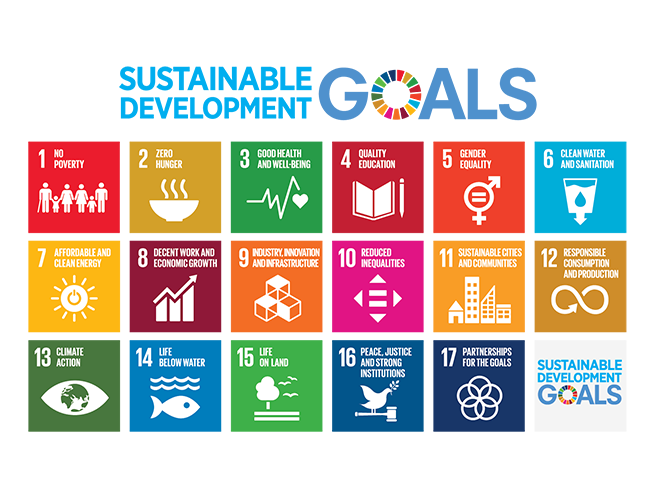 SUSTAINABLE
DEVELOPMENT
GOALS
1 NO
POVERTY
2 ZERO
HUNGER
3 GOOD HEALTH
AND WELL-BEING
4 QUALITY
EDUCATION
5 GENDER
EQUALITY
6 CLEAN WATER
AND SANITATION
7 AFFORDABLE AND
CLEAN ENERGY
8 DECENT WORK AND
ECONOMIC GROWTH
9 INDUSTRY, INNOVATION
AND INFRASTRUCTURE
10 REDUCED
INEQUALITIES
11 SUSTAINABLE CITIES
AND COMMUNITIES
12 RESPONSIBLE
CONSUMPTION
AND PRODUCTION
13 CLIMATE
ACTION
14 LIFE
BELOW WATER
15 LIFE
ON LAND
16 PEACE, JUSTICE
AND STRONG
INSTITUTIONS
17 PARTNERSHIPS
FOR THE GOALS
SUSTAINABLE
DEVELOPMENT
GOALS